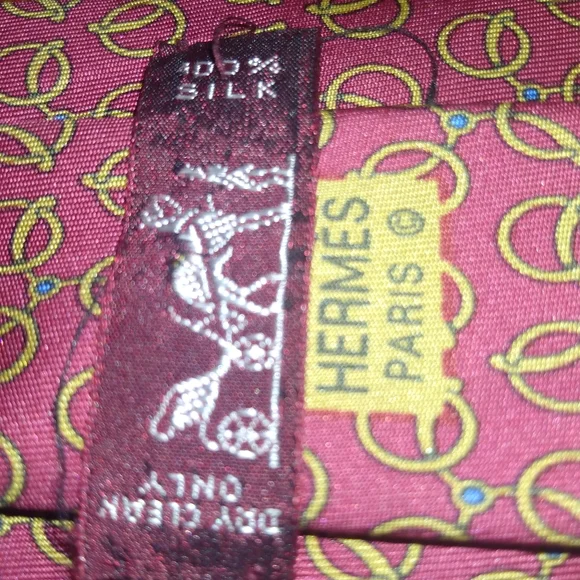 100%
SILK
DRY CLEAN
ONLY
HERMES
PARIS ©